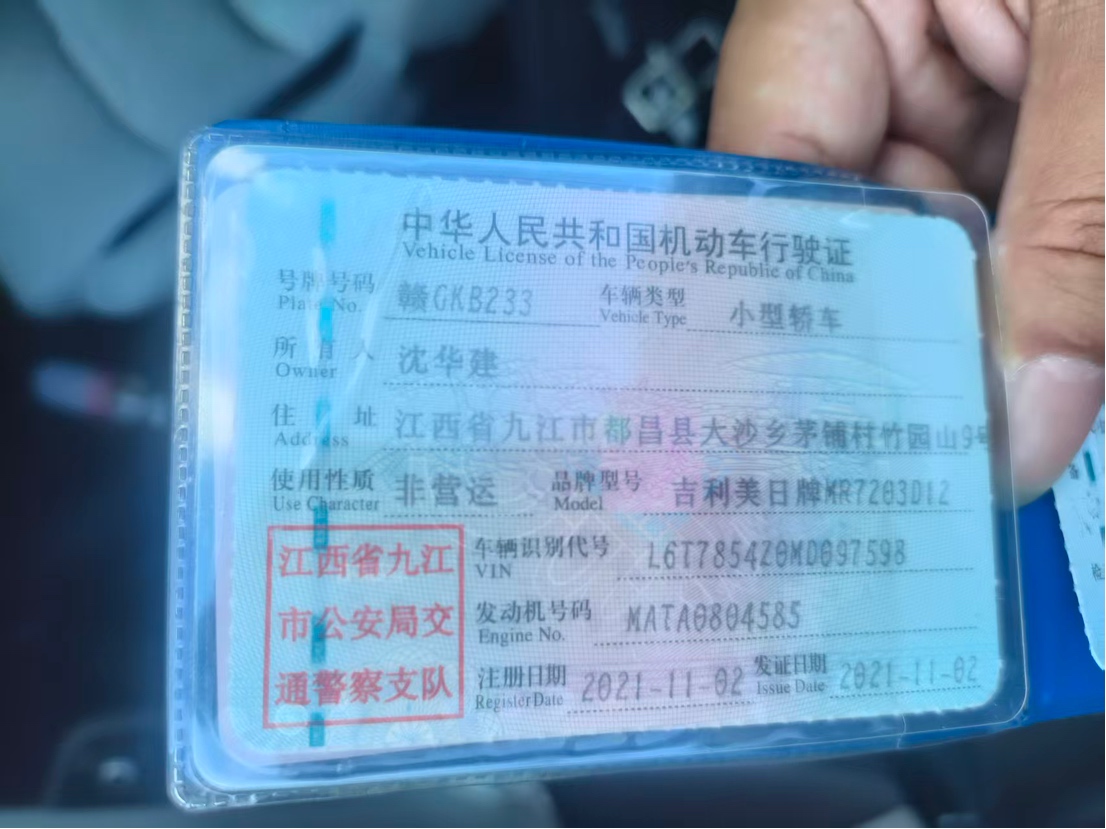 中华人民共和国机动车行驶证
Vehicle License of the People's Republic of China
号牌号码 赣GKB233 车辆类型 小型轿车
Plate No. Vehicle Type
所有人 沈华建
Owner
住址 江西省九江市都昌县大沙乡茅铺村竹园山9号
Address
使用性质 非营运 品牌型号 吉利美日牌MR7203D12
Use Character Model
江西省九江 车辆识别代号 L6T7854Z0MD097598
VIN
市公安局交 发动机号码 MATA0804585
Engine No.
通警察支队 注册日期 2021-11-02 发证日期 2021-11-02
Register Date Issue Date